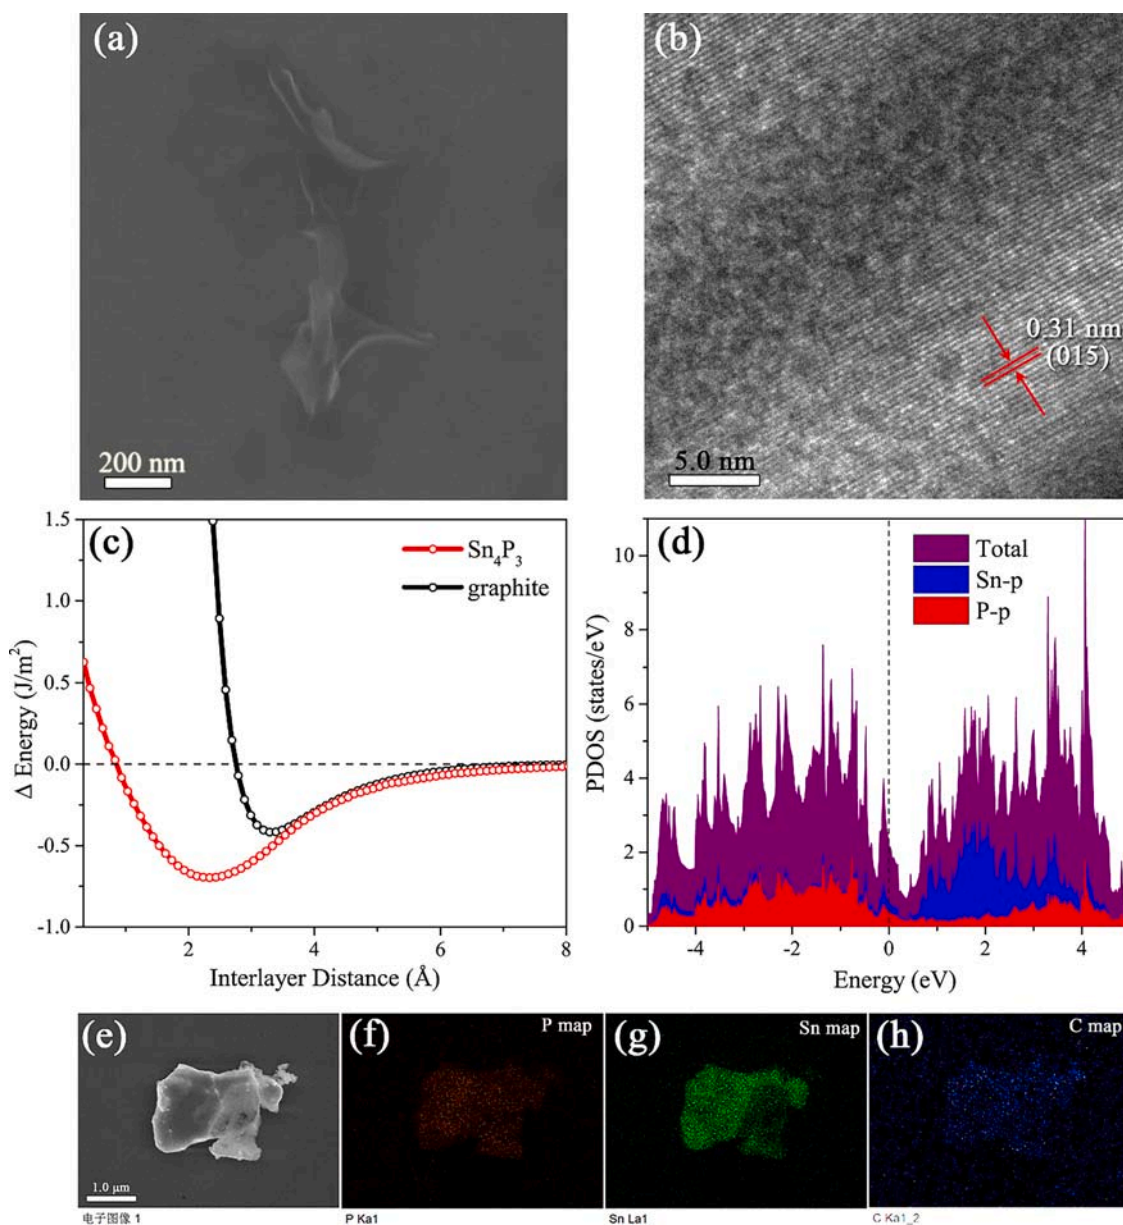 (a)
200 nm
(b)
0.31 nm
(015)
5.0 nm
(c)
Sn₄P₃
graphite
1.5
1.0
0.5
0.0
-0.5
-1.0
Δ Energy (J/m²)
2
4
6
8
Interlayer Distance (Å)
(d)
Total
Sn-p
P-p
10
8
6
4
2
0
PDOS (states/eV)
-4
-2
0
2
4
Energy (eV)
(e)
1.0 μm
电子图像 1
(f)
P map
P Ka1
(g)
Sn map
Sn La1
(h)
C map
C Ka1_2